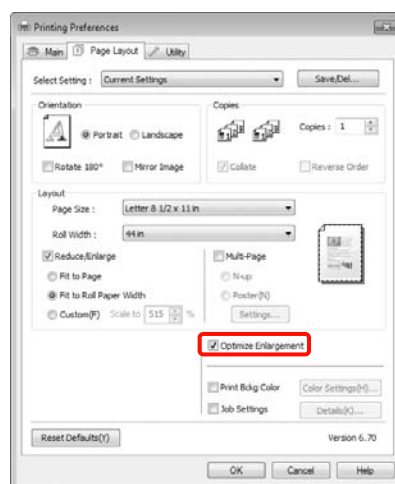 Printing Preferences
Main Page Layout Utility
Select Setting : Current Settings Save/Del...
Orientation Copies
Portrait Landscape Copies : 1
Rotate 180° Mirror Image Collate Reverse Order
Layout
Page Size : Letter 8 1/2 x 11 in
Roll Width : 44 in
Reduce/Enlarge Multi-Page
Fit to Page N-up
Fit to Roll Paper Width Poster(N)
Custom(P) Scale to 515 % Settings...
Optimize Enlargement
Print Bckg Color Color Settings(H)...
Job Settings Details(K)...
Reset Defaults(Y) Version 6.70
OK Cancel Help